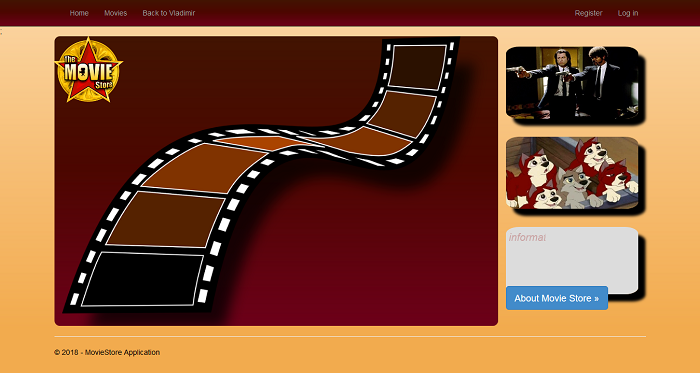 Home Movies Back to Vladimir Register Log in
;
the
MOVIE
Store
informat
About Movie Store »
© 2018 - MovieStore Application